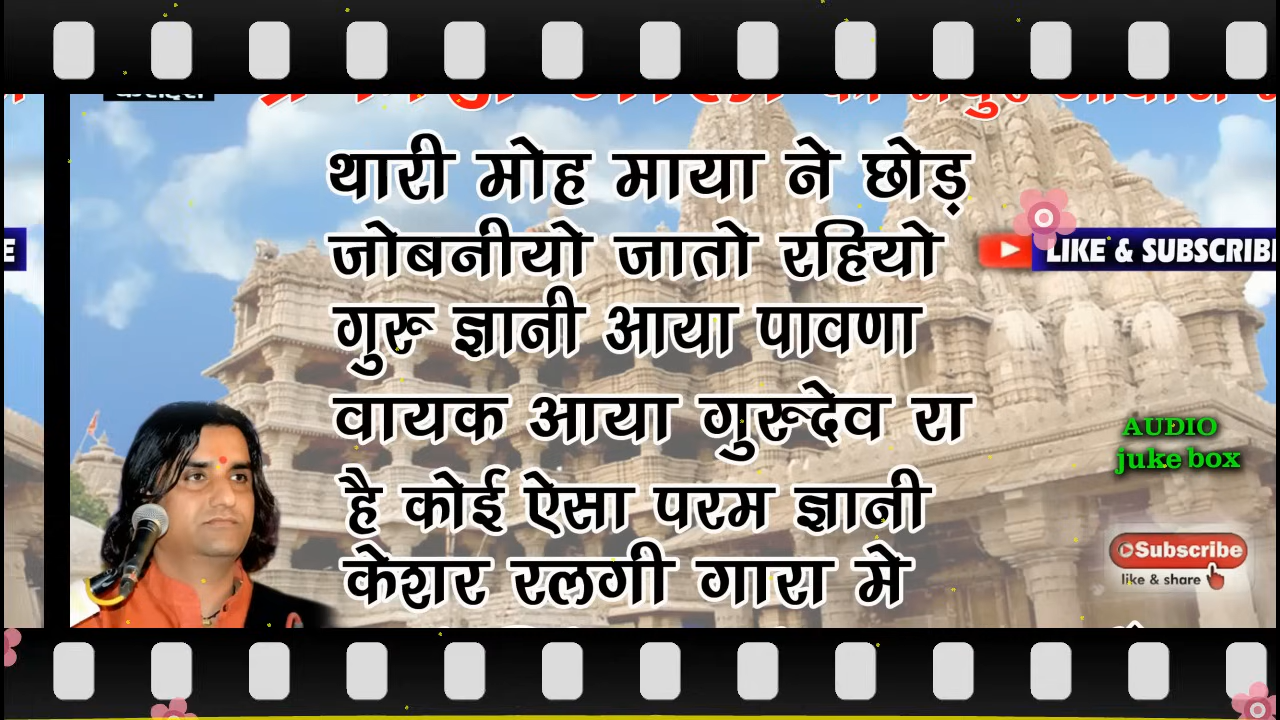 थारी मोह माया ने छोड़
जोबनीयो जातो रहियो
LIKE & SUBSCRIBE
गुरू ज्ञानी आया पावणा
वायक आया गुरूदेव रा
AUDIO
juke box
है कोई ऐसा परम ज्ञानी
Subscribe
like & share
केशर रलगी गारा मे